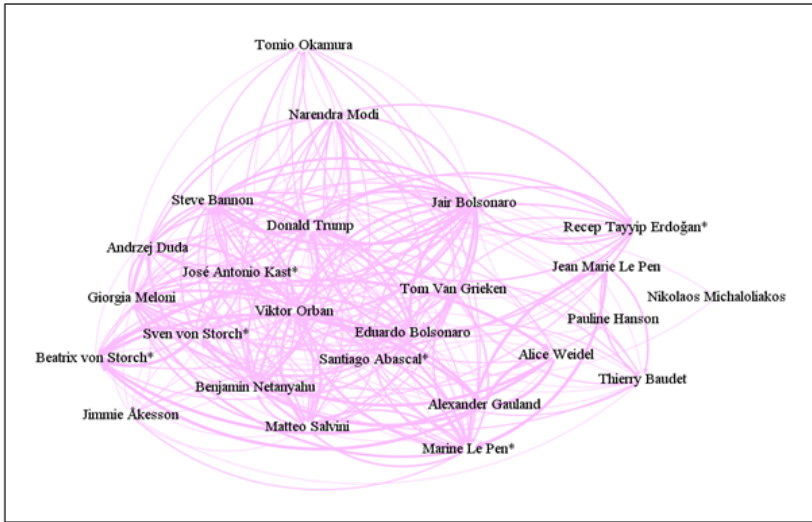 Tomio Okamura
Narendra Modi
Steve Bannon
Jair Bolsonaro
Donald Trump
Recep Tayyip Erdoğan*
Andrzej Duda
José Antonio Kast*
Jean Marie Le Pen
Giorgia Meloni
Tom Van Grieken
Nikolaos Michaloliakos
Viktor Orban
Pauline Hanson
Sven von Storch*
Eduardo Bolsonaro
Beatrix von Storch*
Santiago Abascal*
Alice Weidel
Benjamin Netanyahu
Thierry Baudet
Jimmie Åkesson
Alexander Gauland
Matteo Salvini
Marine Le Pen*